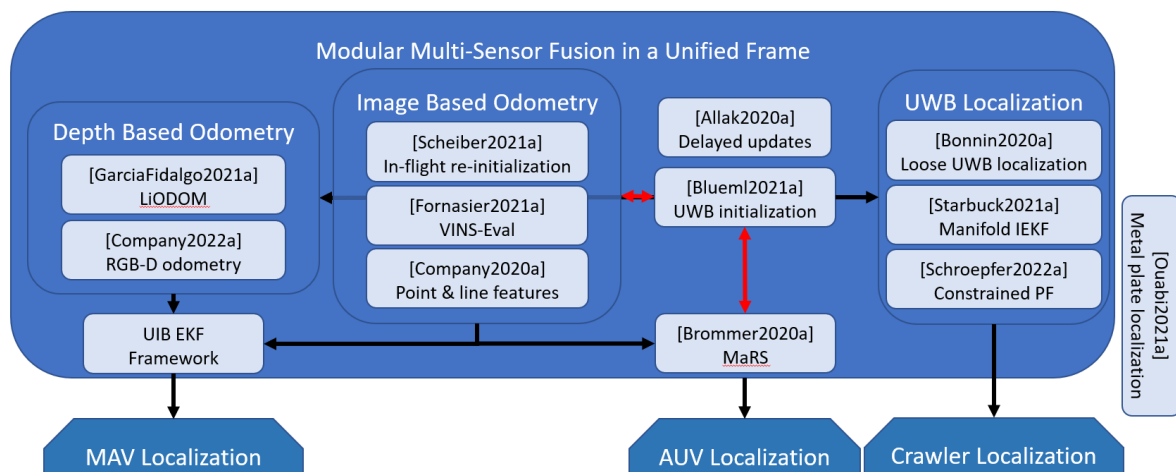 Modular Multi-Sensor Fusion in a Unified Frame
Depth Based Odometry
[GarciaFidalgo2021a]
LiODOM
[Company2022a]
RGB-D odometry
Image Based Odometry
[Scheiber2021a]
In-flight re-initialization
[Fornasier2021a]
VINS-Eval
[Company2020a]
Point & line features
[Allak2020a]
Delayed updates
[Blueml2021a]
UWB initialization
UWB Localization
[Bonnin2020a]
Loose UWB localization
[Starbuck2021a]
Manifold IEKF
[Schroepfer2022a]
Constrained PF
[Ouabi2021a]
Metal plate localization
UIB EKF
Framework
[Brommer2020a]
MaRS
MAV Localization
AUV Localization
Crawler Localization